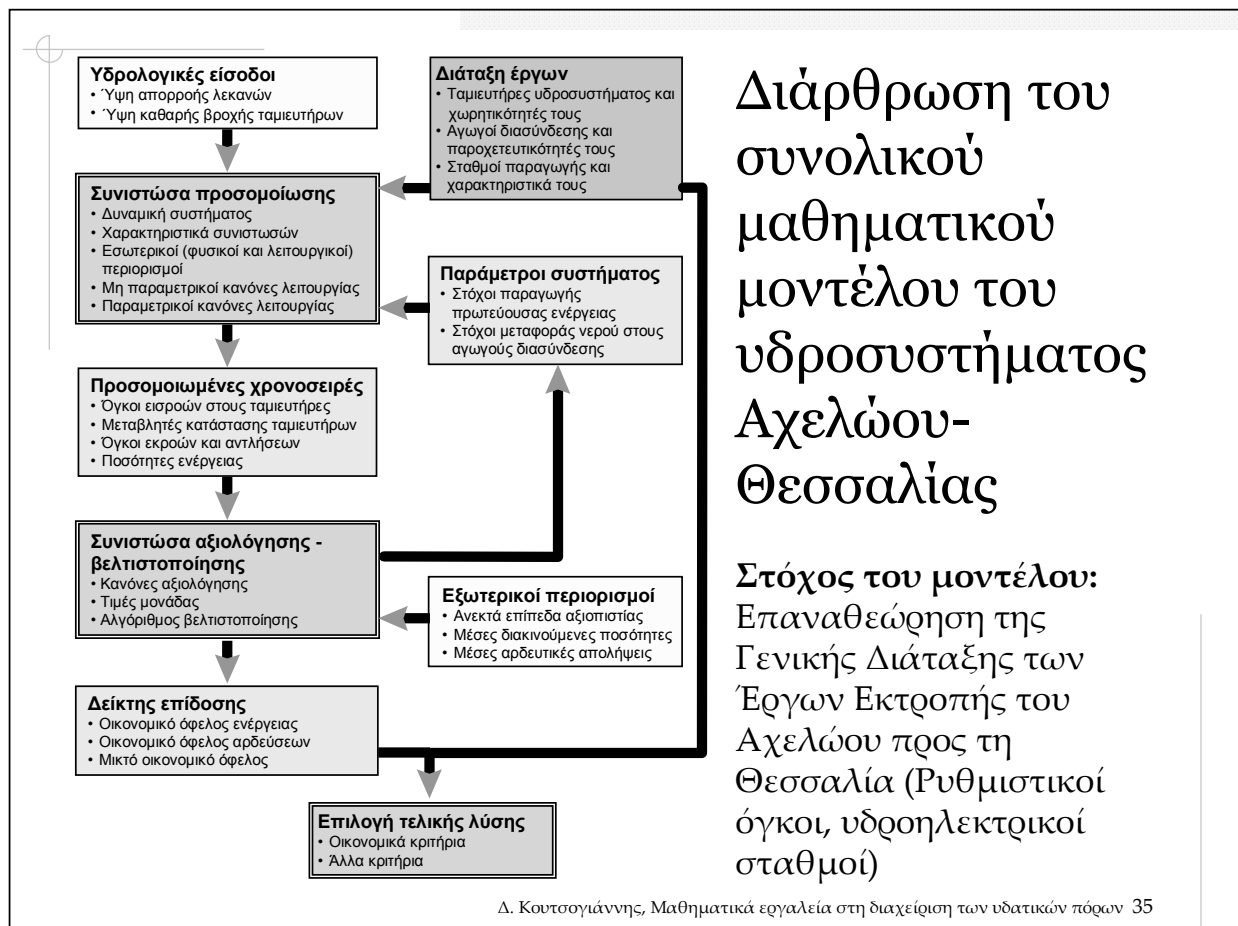 Υδρολογικές είσοδοι
• Ύψη απορροής λεκανών
• Ύψη καθαρής βροχής ταμιευτήρων
Διάταξη έργων
• Ταμιευτήρες υδροσυστήματος και
χωρητικότητές τους
• Αγωγοί διασύνδεσης και
παροχετευτικότητές τους
• Σταθμοί παραγωγής και
χαρακτηριστικά τους
Συνιστώσα προσομοίωσης
• Δυναμική συστήματος
• Χαρακτηριστικά συνιστωσών
• Εσωτερικοί (φυσικοί και λειτουργικοί)
περιορισμοί
• Μη παραμετρικοί κανόνες λειτουργίας
• Παραμετρικοί κανόνες λειτουργίας
Παράμετροι συστήματος
• Στόχοι παραγωγής
πρωτεύουσας ενέργειας
• Στόχοι μεταφοράς νερού στους
αγωγούς διασύνδεσης
Προσομοιωμένες χρονοσειρές
• Όγκοι εισροών στους ταμιευτήρες
• Μεταβλητές κατάστασης ταμιευτήρων
• Όγκοι εκροών και αντλήσεων
• Ποσότητες ενέργειας
Συνιστώσα αξιολόγησης -
βελτιστοποίησης
• Κανόνες αξιολόγησης
• Τιμές μονάδας
• Αλγόριθμος βελτιστοποίησης
Εξωτερικοί περιορισμοί
• Ανεκτά επίπεδα αξιοπιστίας
• Μέσες διακινούμενες ποσότητες
• Μέσες αρδευτικές απολήψεις
Δείκτης επίδοσης
• Οικονομικό όφελος ενέργειας
• Οικονομικό όφελος αρδεύσεων
• Μικτό οικονομικό όφελος
Επιλογή τελικής λύσης
• Οικονομικά κριτήρια
• Άλλα κριτήρια
Διάρθρωση του
συνολικού
μαθηματικού
μοντέλου του
υδροσυστήματος
Αχελώου-
Θεσσαλίας
Στόχος του μοντέλου:
Επαναθεώρηση της
Γενικής Διάταξης των
Έργων Εκτροπής του
Αχελώου προς τη
Θεσσαλία (Ρυθμιστικοί
όγκοι, υδροηλεκτρικοί
σταθμοί)
Δ. Κουτσογιάννης, Μαθηματικά εργαλεία στη διαχείριση των υδατικών πόρων 35